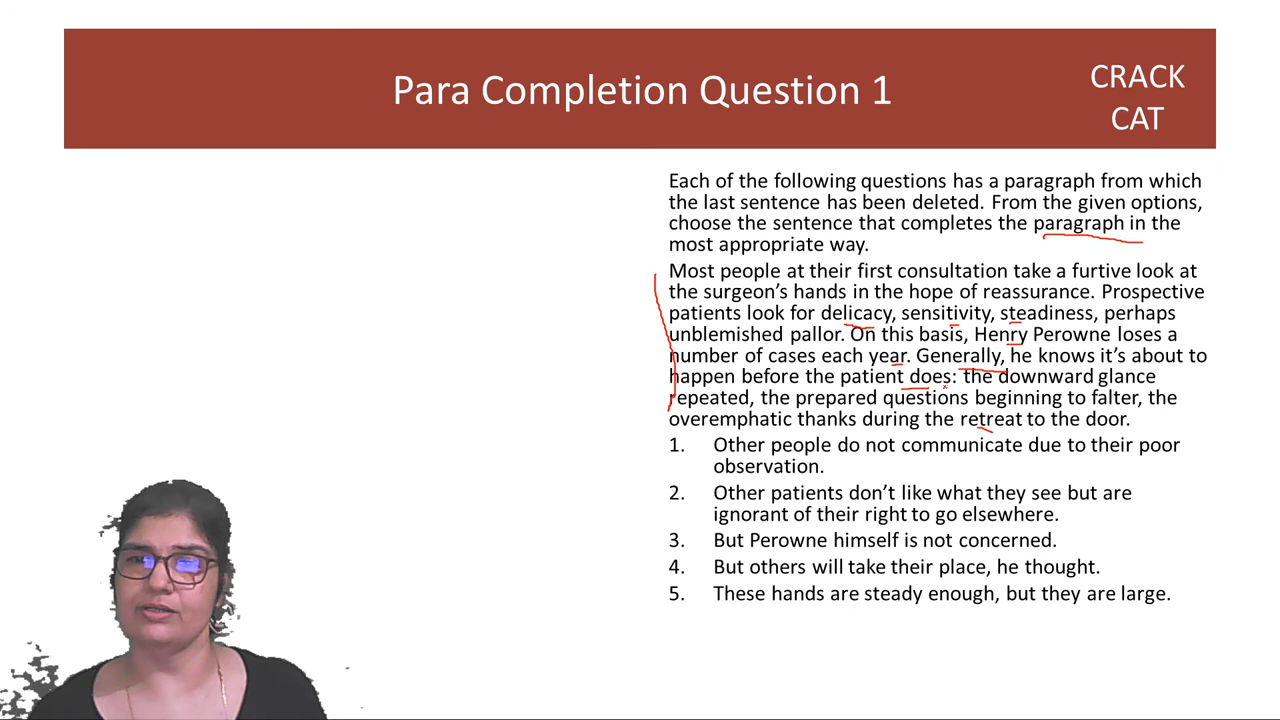 Para Completion Question 1
CRACK
CAT
Each of the following questions has a paragraph from which
the last sentence has been deleted. From the given options,
choose the sentence that completes the paragraph in the
most appropriate way.
Most people at their first consultation take a furtive look at
the surgeon's hands in the hope of reassurance. Prospective
patients look for delicacy, sensitivity, steadiness, perhaps
unblemished pallor. On this basis, Henry Perowne loses a
number of cases each year. Generally, he knows it's about to
happen before the patient does: the downward glance
repeated, the prepared questions beginning to falter, the
overemphatic thanks during the retreat to the door.
1. Other people do not communicate due to their poor
observation.
2. Other patients don't like what they see but are
ignorant of their right to go elsewhere.
3. But Perowne himself is not concerned.
4. But others will take their place, he thought.
5. These hands are steady enough, but they are large.